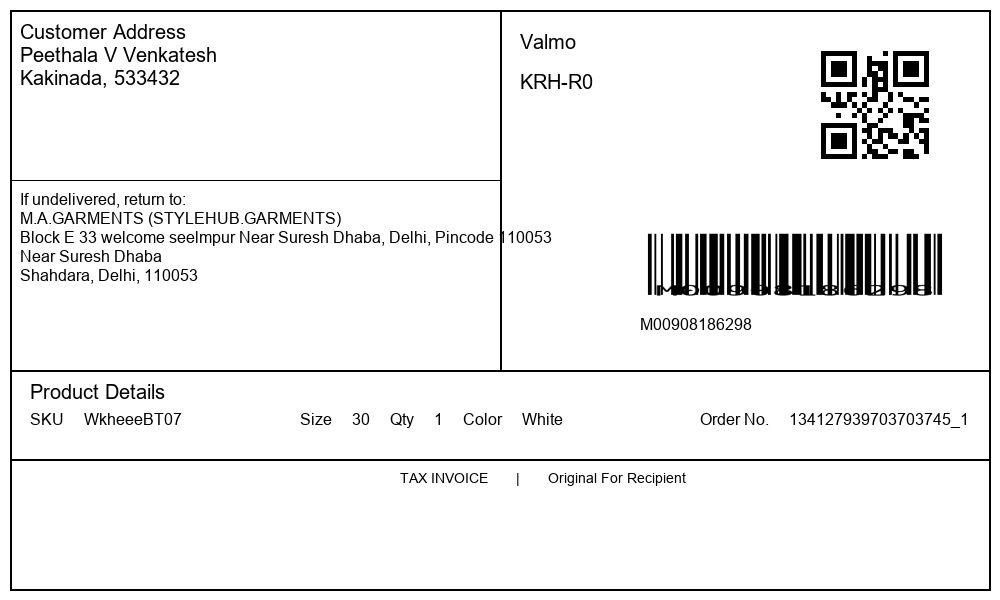 Customer Address
Peethala V Venkatesh
Kakinada, 533432
If undelivered, return to:
M.A.GARMENTS (STYLEHUB.GARMENTS)
Block E 33 welcome seelmpur Near Suresh Dhaba, Delhi, Pincode 110053
Near Suresh Dhaba
Shahdara, Delhi, 110053
Valmo
KRH-R0
M00908186298
M00908186298
Product Details
SKU WkheeeBT07 Size 30 Qty 1 Color White Order No. 134127939703703745_1
TAX INVOICE | Original For Recipient